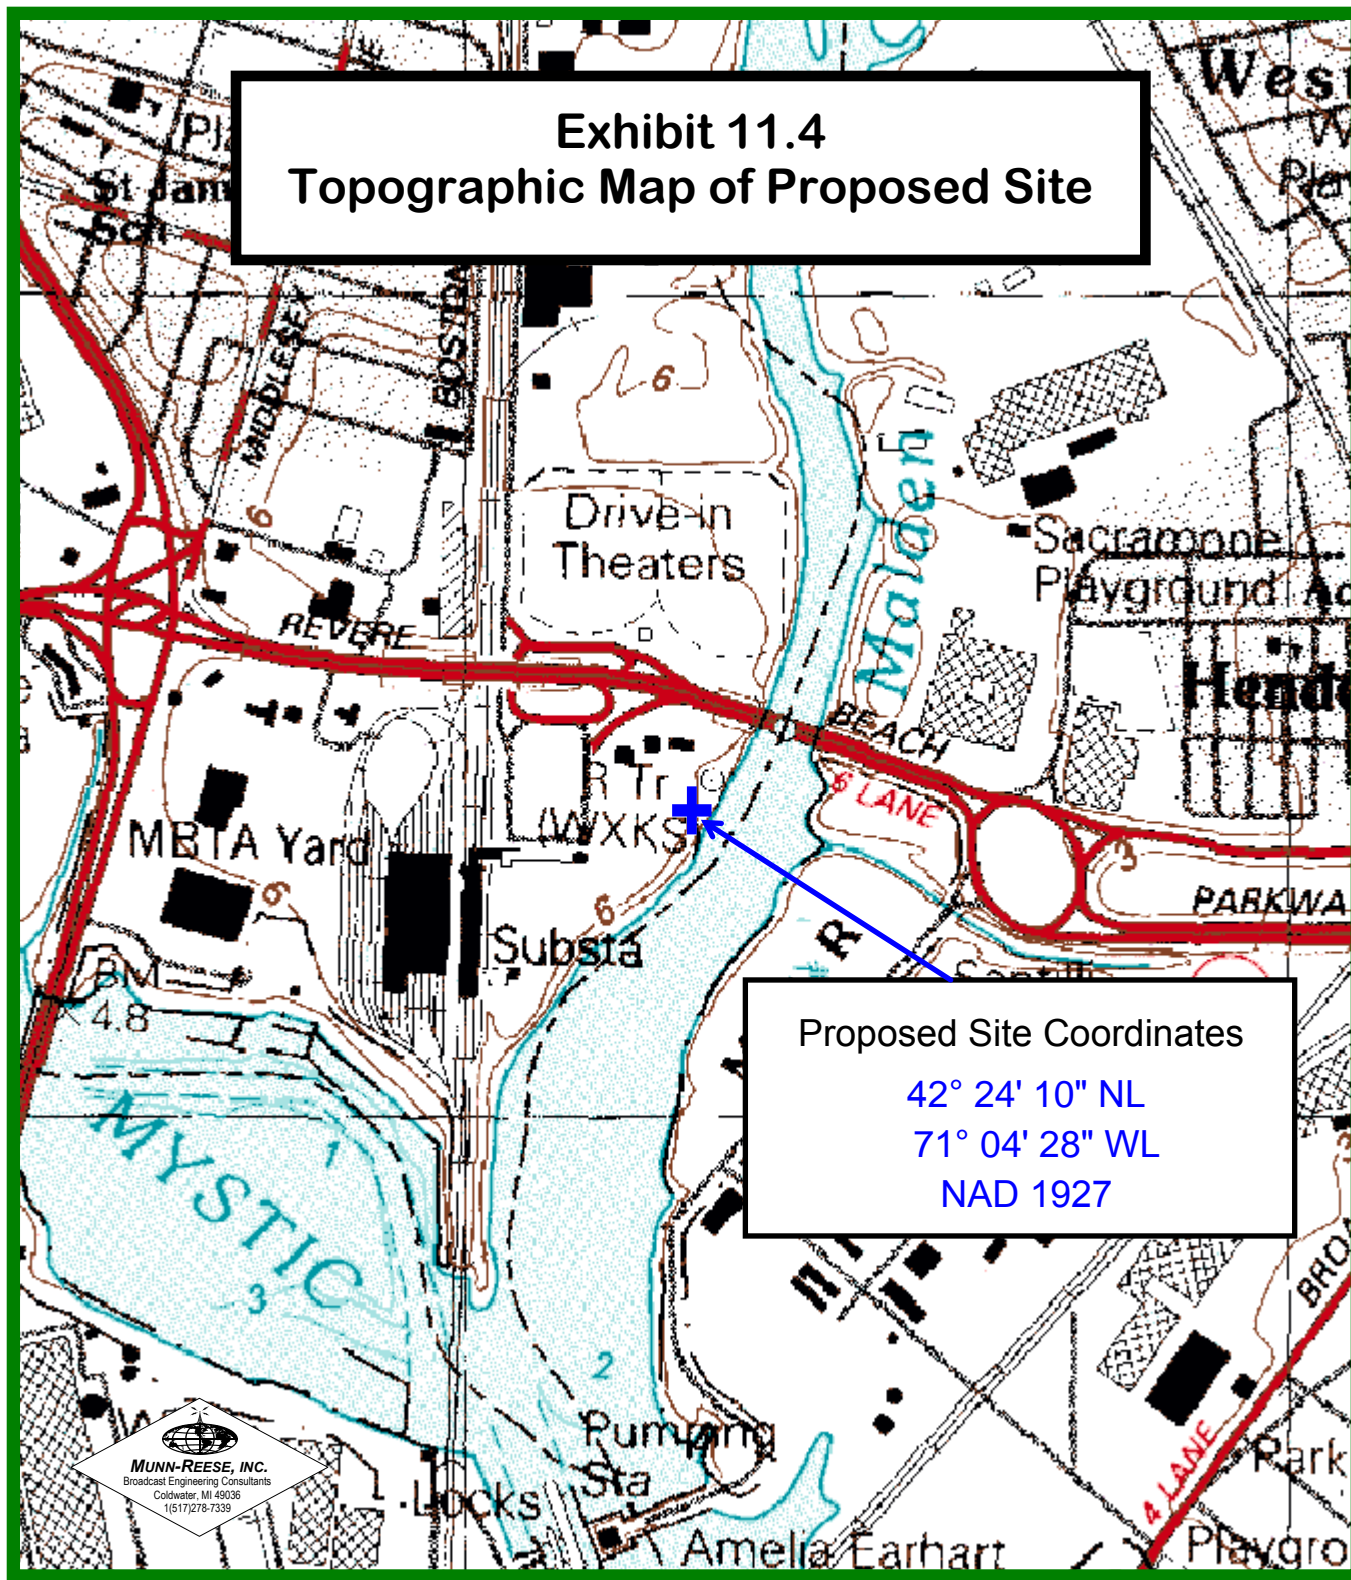 West
Exhibit 11.4
Topographic Map of Proposed Site
St Jam
Sch
MIDDLESEX
BOSTON
6
Malden
Drive-in
Theaters
6
Sacramone
Playground
REVERE
BEACH
6 LANE
R Tr
(WXKS)
MBTA Yard
3
PARKWA
6
6
Substa
BM
4.8
Proposed Site Coordinates
42° 24' 10" NL
71° 04' 28" WL
NAD 1927
MYSTIC
1
3
2
BRO
Pumping
Sta
Locks
Amelia Earhart
4 LANE
Park
Playgro
MUNN-REESE, INC.
Broadcast Engineering Consultants
Coldwater, MI 49036
1(517)278-7339